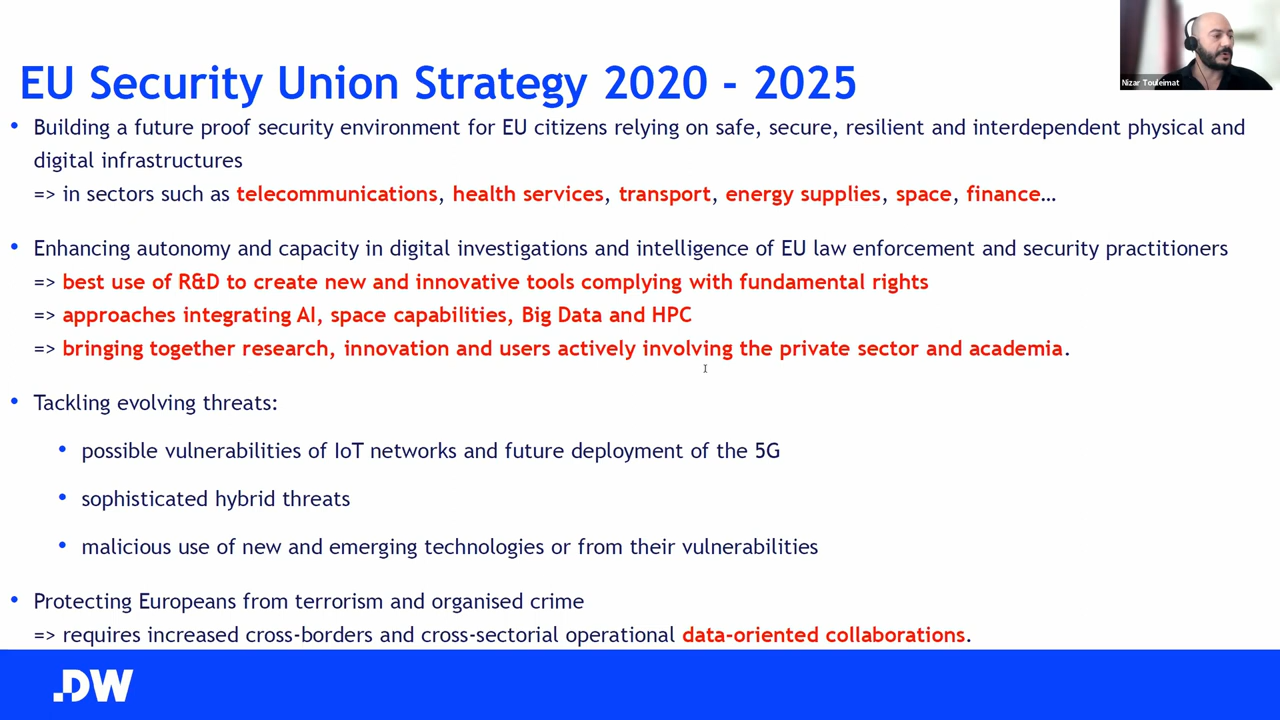 EU Security Union Strategy 2020 - 2025
Nizar Touleimat
• Building a future proof security environment for EU citizens relying on safe, secure, resilient and interdependent physical and
digital infrastructures
=> in sectors such as telecommunications, health services, transport, energy supplies, space, finance…
• Enhancing autonomy and capacity in digital investigations and intelligence of EU law enforcement and security practitioners
=> best use of R&D to create new and innovative tools complying with fundamental rights
=> approaches integrating AI, space capabilities, Big Data and HPC
=> bringing together research, innovation and users actively involving the private sector and academia.
• Tackling evolving threats:
• possible vulnerabilities of IoT networks and future deployment of the 5G
• sophisticated hybrid threats
• malicious use of new and emerging technologies or from their vulnerabilities
• Protecting Europeans from terrorism and organised crime
=> requires increased cross-borders and cross-sectorial operational data-oriented collaborations.
.DW